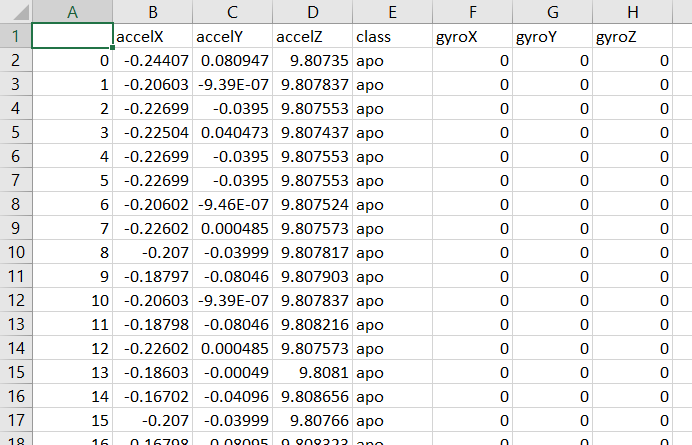 A B C D E F G H
1 accelX accelY accelZ class gyroX gyroY gyroZ
2 0 -0.24407 0.080947 9.80735 apo 0 0 0
3 1 -0.20603 -9.39E-07 9.807837 apo 0 0 0
4 2 -0.22699 -0.0395 9.807553 apo 0 0 0
5 3 -0.22504 0.040473 9.807437 apo 0 0 0
6 4 -0.22699 -0.0395 9.807553 apo 0 0 0
7 5 -0.22699 -0.0395 9.807553 apo 0 0 0
8 6 -0.20602 -9.46E-07 9.807524 apo 0 0 0
9 7 -0.22602 0.000485 9.807573 apo 0 0 0
10 8 -0.207 -0.03999 9.807817 apo 0 0 0
11 9 -0.18797 -0.08046 9.807903 apo 0 0 0
12 10 -0.20603 -9.39E-07 9.807837 apo 0 0 0
13 11 -0.18798 -0.08046 9.808216 apo 0 0 0
14 12 -0.22602 0.000485 9.807573 apo 0 0 0
15 13 -0.18603 -0.00049 9.8081 apo 0 0 0
16 14 -0.16702 -0.04096 9.808656 apo 0 0 0
17 15 -0.207 -0.03999 9.80766 apo 0 0 0
18 16